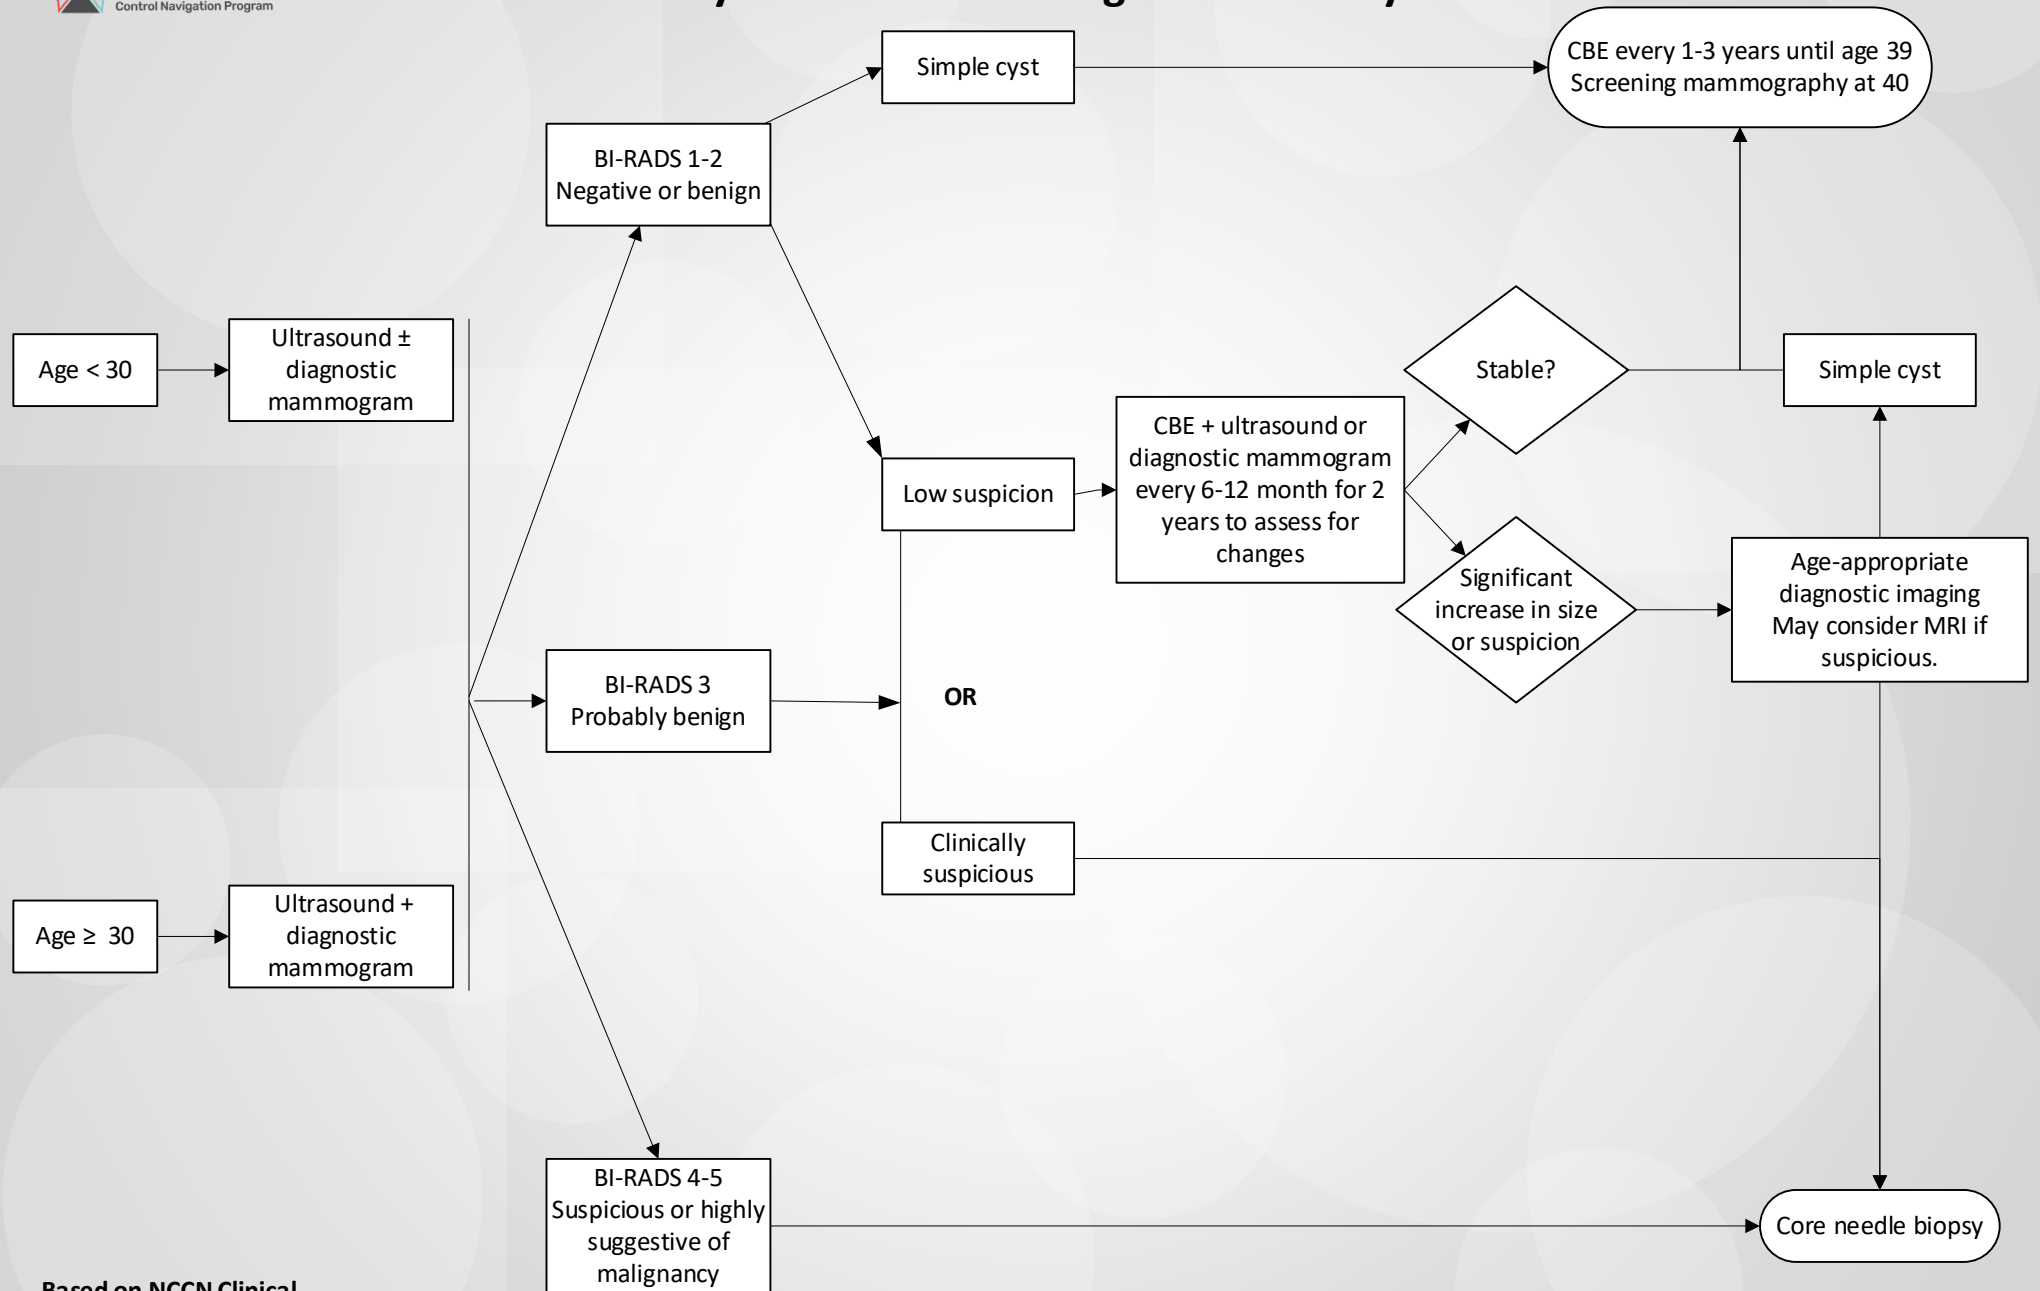 Control Navigation Program
Simple cyst
CBE every 1-3 years until age 39
Screening mammography at 40
BI-RADS 1-2
Negative or benign
Age < 30
Ultrasound ±
diagnostic
mammogram
Stable?
Simple cyst
CBE + ultrasound or
diagnostic mammogram
every 6-12 month for 2
years to assess for
changes
Low suspicion
Significant
increase in size
or suspicion
Age-appropriate
diagnostic imaging
May consider MRI if
suspicious.
BI-RADS 3
Probably benign
OR
Clinically
suspicious
Age ≥ 30
Ultrasound +
diagnostic
mammogram
BI-RADS 4-5
Suspicious or highly
suggestive of
malignancy
Core needle biopsy
Based on NCCN Clinical